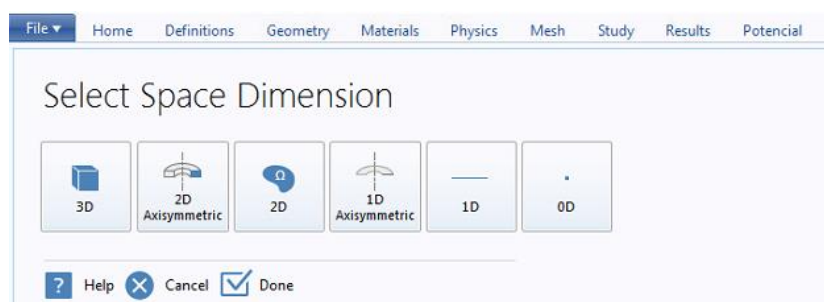 File Home Definitions Geometry Materials Physics Mesh Study Results Potencial
Select Space Dimension
3D 2D Axisymmetric 2D 1D Axisymmetric 1D 0D
Ω
? Help Cancel Done